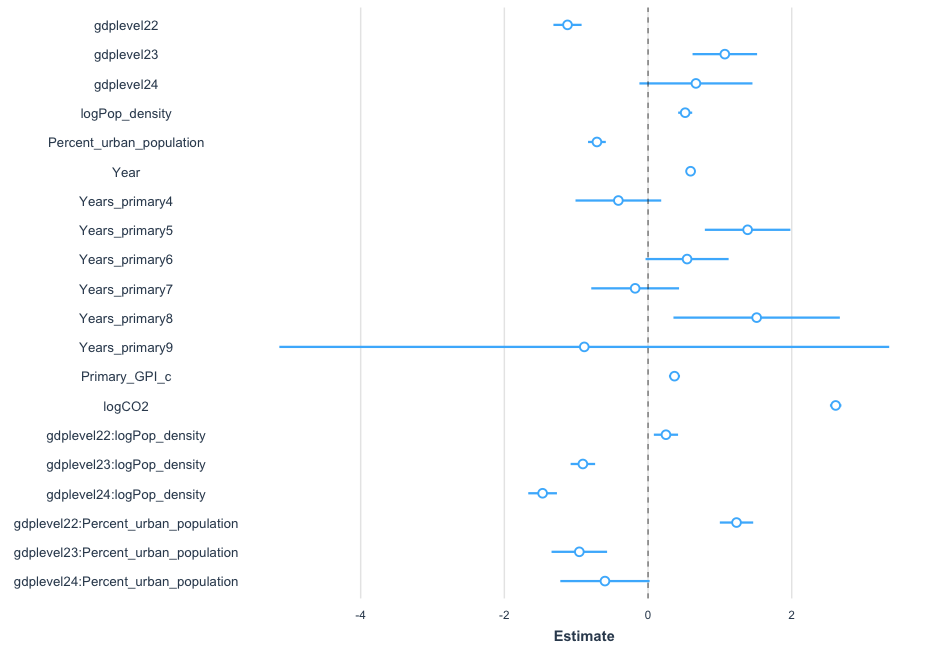 gdplevel22
gdplevel23
gdplevel24
logPop_density
Percent_urban_population
Year
Years_primary4
Years_primary5
Years_primary6
Years_primary7
Years_primary8
Years_primary9
Primary_GPI_c
logCO2
gdplevel22:logPop_density
gdplevel23:logPop_density
gdplevel24:logPop_density
gdplevel22:Percent_urban_population
gdplevel23:Percent_urban_population
gdplevel24:Percent_urban_population
-4 -2 0 2
Estimate